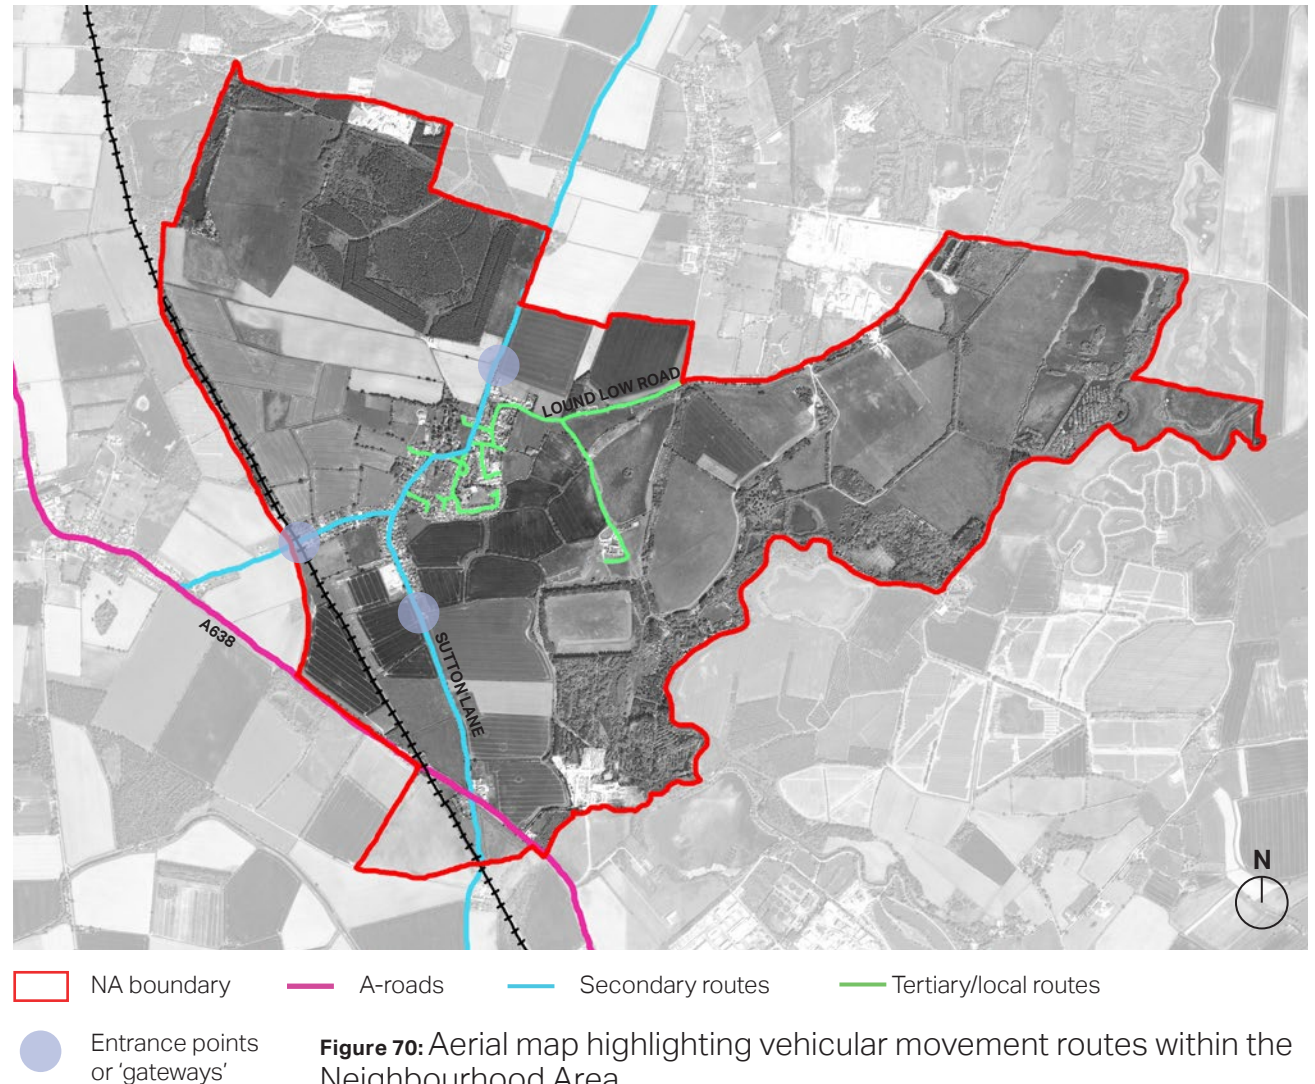 LOUND LOW ROAD
A638
SUTTON LANE
N
NA boundary
A-roads
Secondary routes
Tertiary/local routes
Entrance points
or ‘gateways’
Figure 70: Aerial map highlighting vehicular movement routes within the
Neighbourhood Area